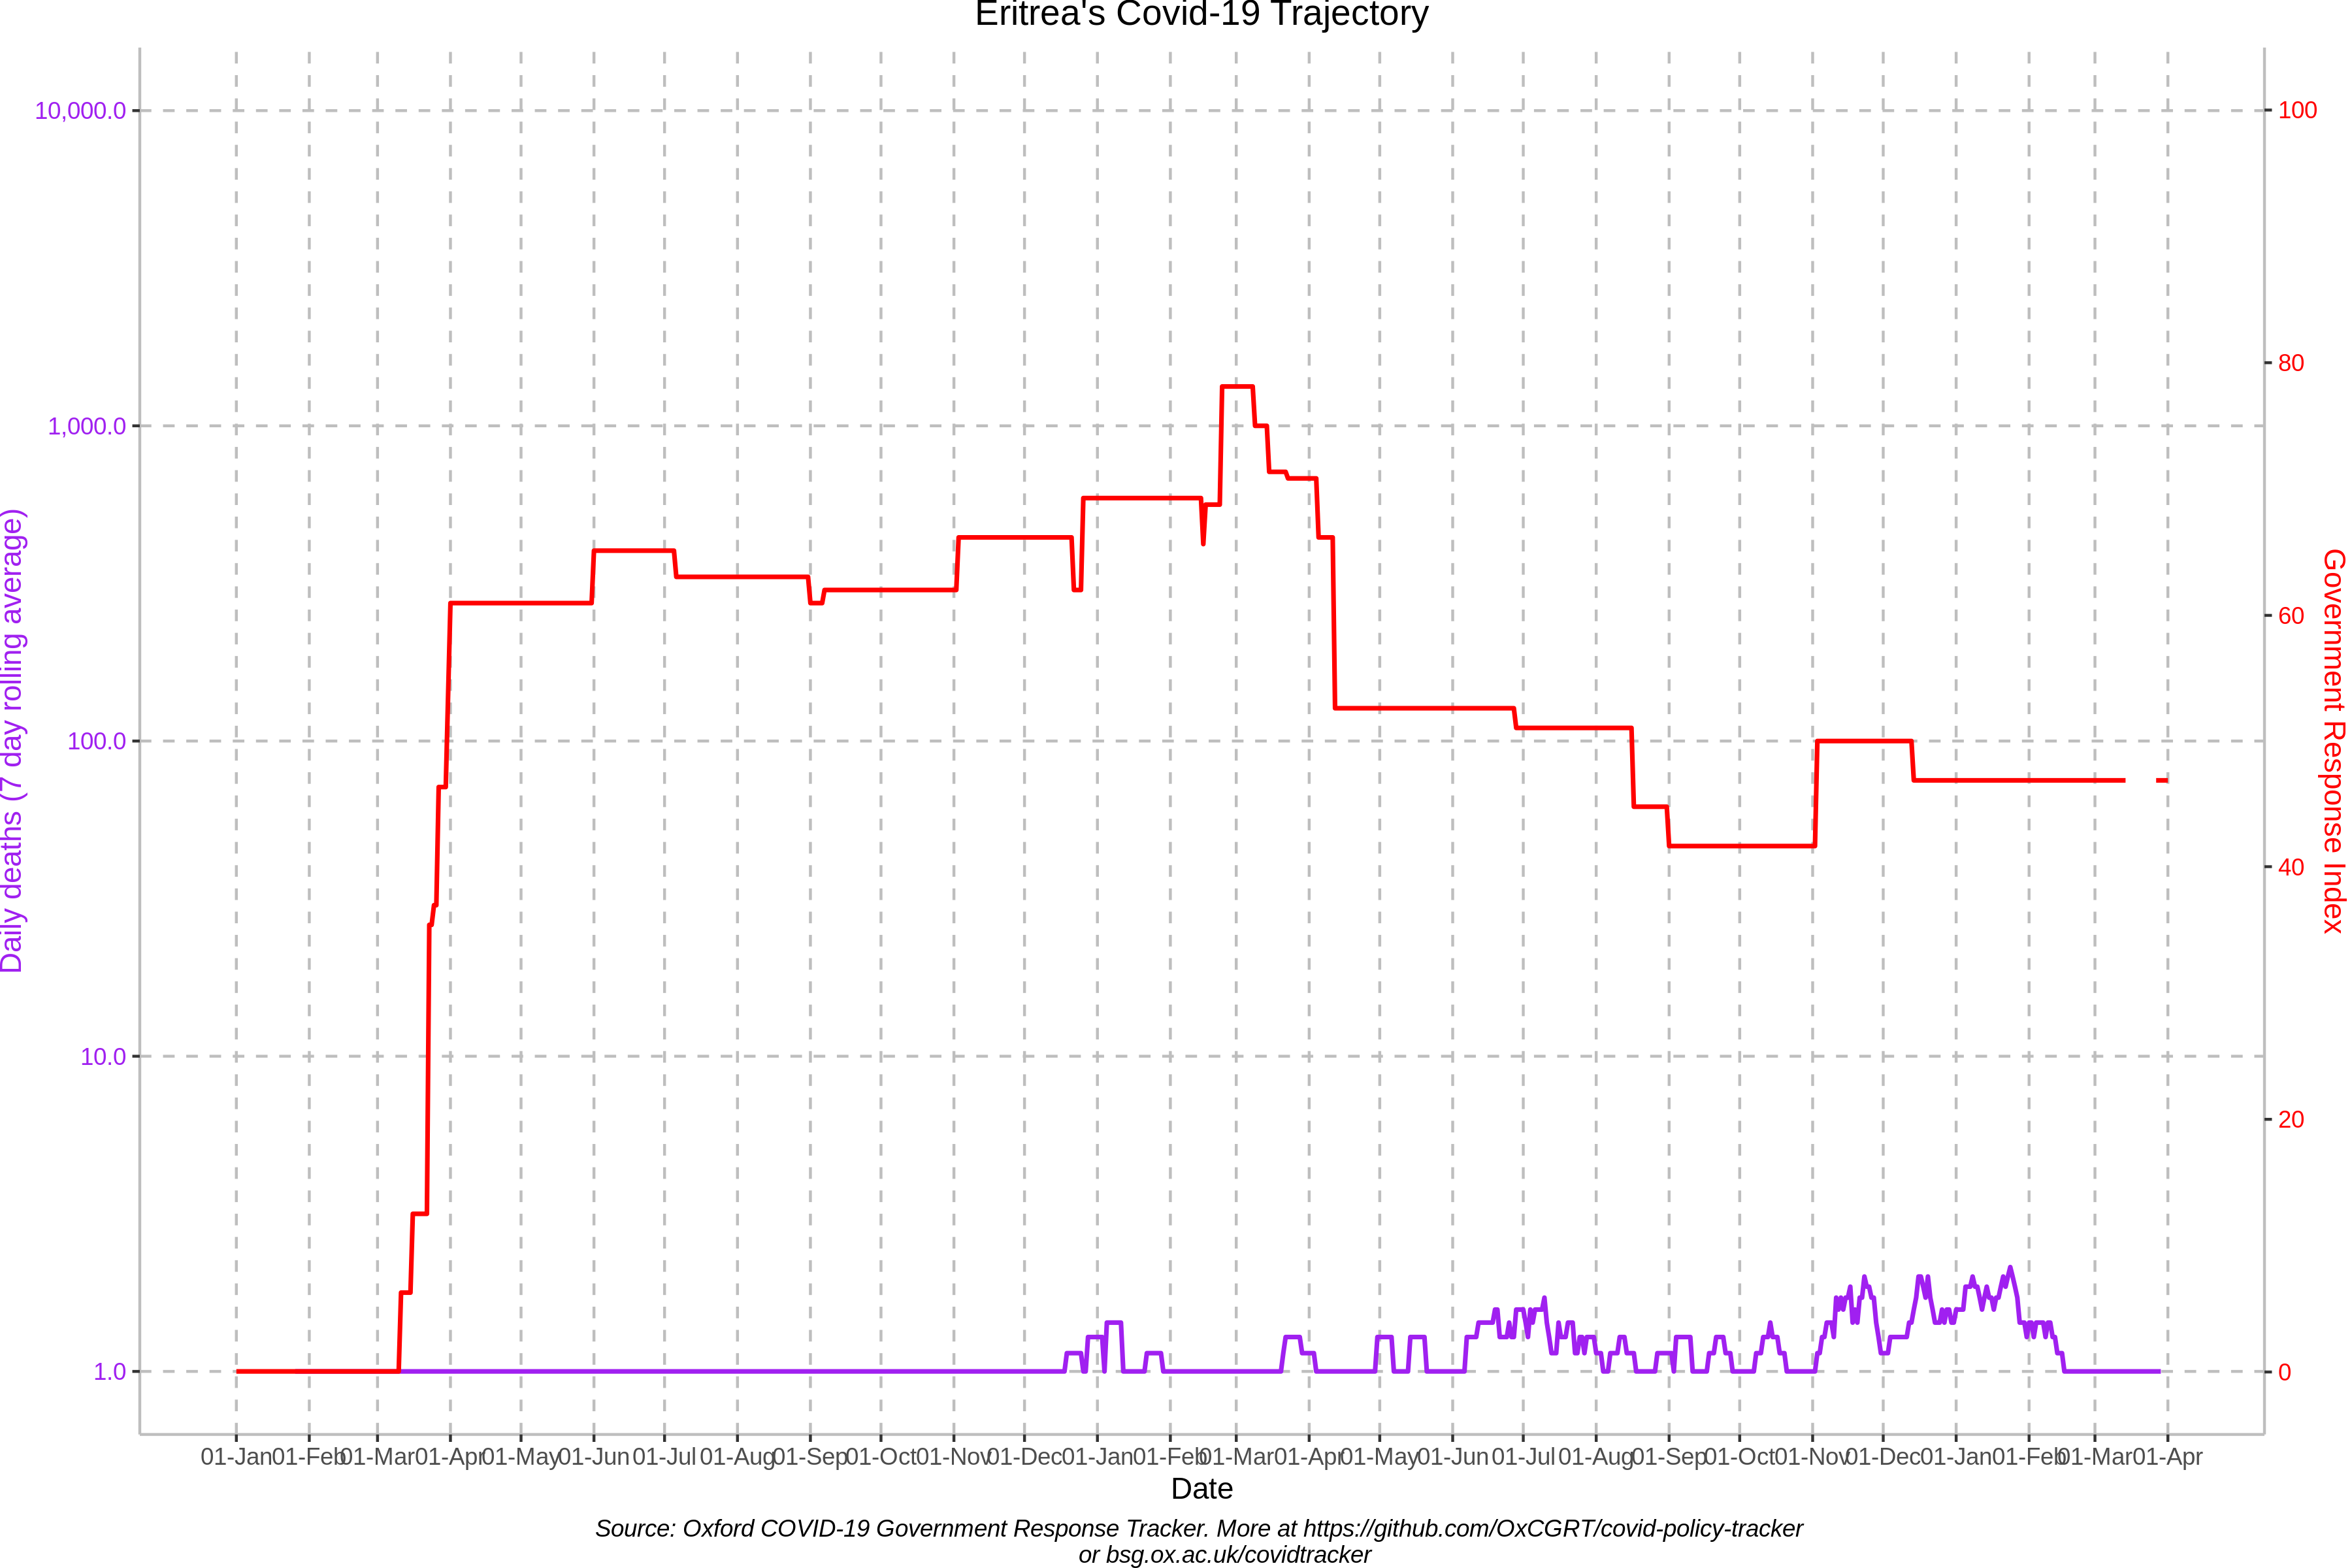 Eritrea's Covid-19 Trajectory
10,000.0
1,000.0
100.0
10.0
1.0
Daily deaths (7 day rolling average)
100
80
60
40
20
0
Government Response Index
01-Jan 01-Feb 01-Mar 01-Apr 01-May 01-Jun 01-Jul 01-Aug 01-Sep 01-Oct 01-Nov 01-Dec 01-Jan 01-Feb 01-Mar 01-Apr 01-May 01-Jun 01-Jul 01-Aug 01-Sep 01-Oct 01-Nov 01-Dec 01-Jan 01-Feb 01-Mar 01-Apr
Date
Source: Oxford COVID-19 Government Response Tracker. More at https://github.com/OxCGRT/covid-policy-tracker
or bsg.ox.ac.uk/covidtracker